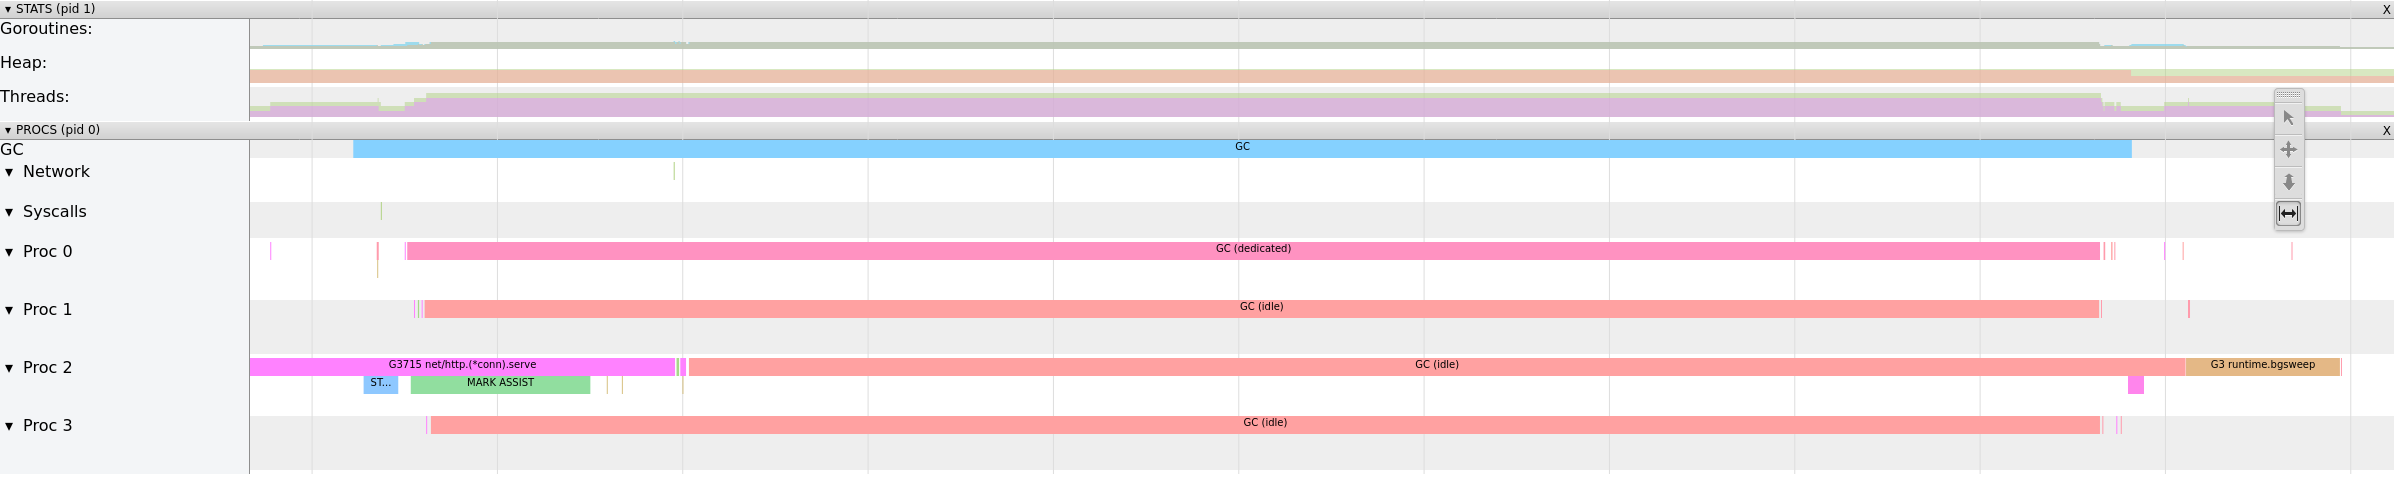 ▾ STATS (pid 1) X
Goroutines:
Heap:
Threads:
▾ PROCS (pid 0) X
GC GC
▾ Network
▾ Syscalls
▾ Proc 0 GC (dedicated)
▾ Proc 1 GC (idle)
▾ Proc 2 G3715 net/http.(*conn).serve GC (idle) G3 runtime.bgsweep
ST... MARK ASSIST
▾ Proc 3 GC (idle)